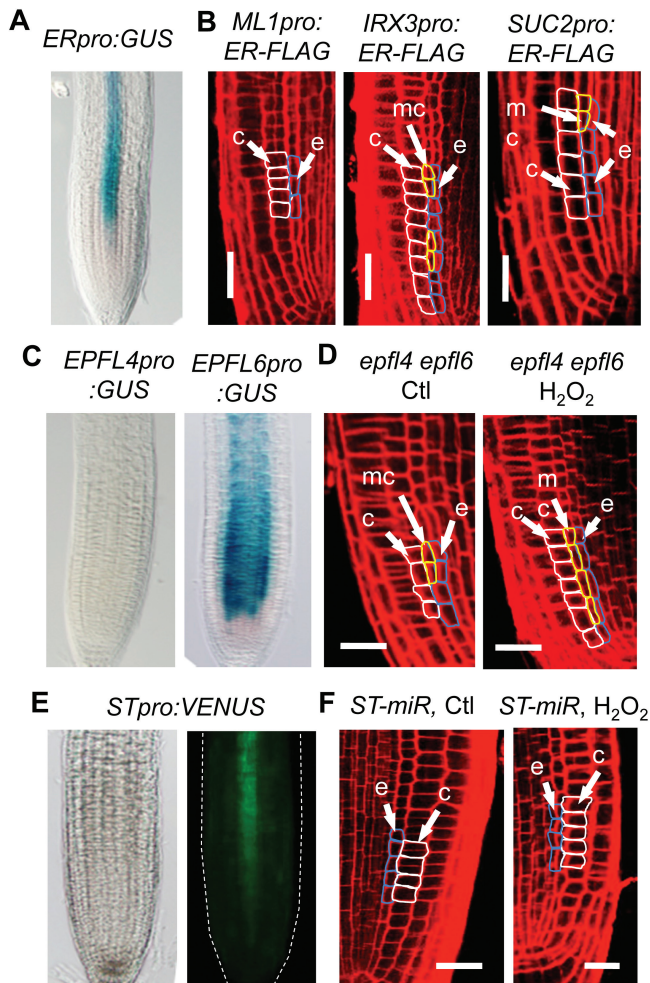 A
ERpro:GUS
B
ML1pro:
ER-FLAG
IRX3pro:
ER-FLAG
SUC2pro:
ER-FLAG
c
e
mc
c
e
m
c
e
c
C
EPFL4pro
:GUS
EPFL6pro
:GUS
D
epfl4 epfl6
Ctl
epfl4 epfl6
H₂O₂
mc
c
e
m
c
c
e
E
STpro:VENUS
F
ST-miR, Ctl
ST-miR, H₂O₂
e
c
e
c